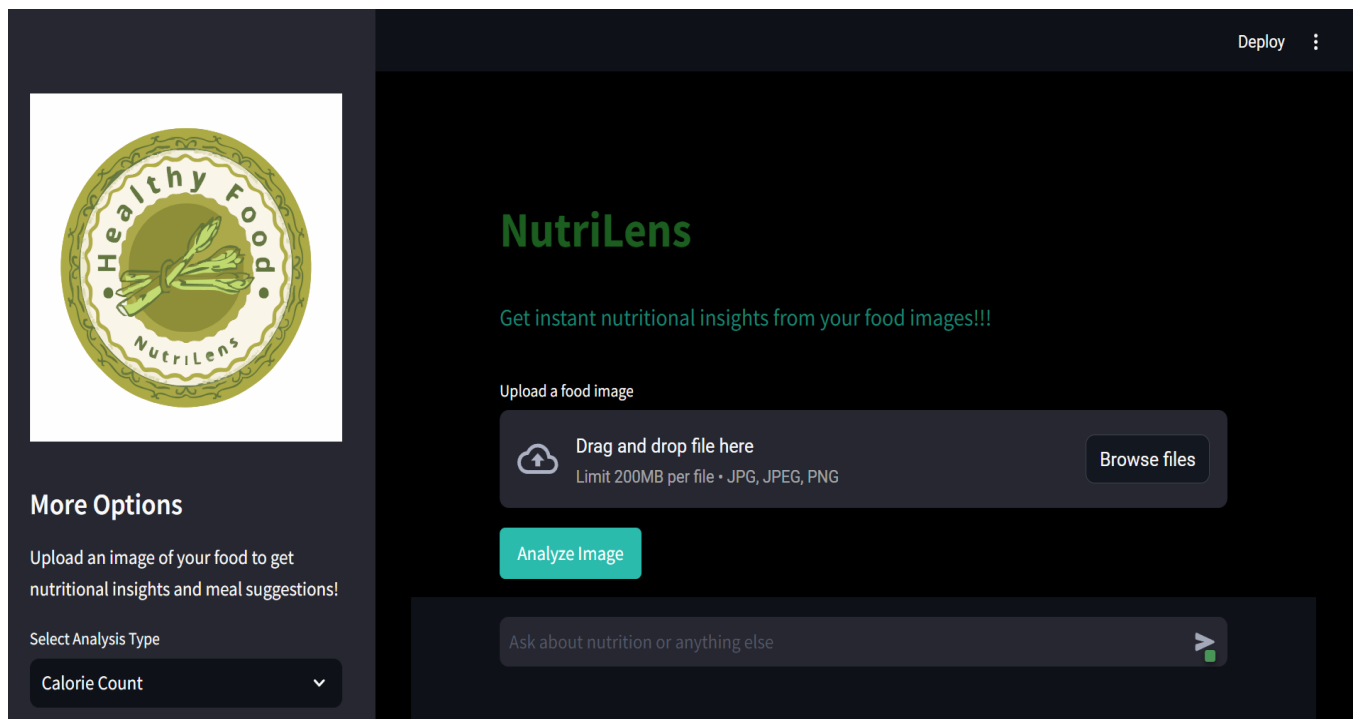 Deploy
Healthy Food
NutriLens
More Options
Upload an image of your food to get
nutritional insights and meal suggestions!
Select Analysis Type
Calorie Count
NutriLens
Get instant nutritional insights from your food images!!!
Upload a food image
Drag and drop file here
Limit 200MB per file • JPG, JPEG, PNG
Browse files
Analyze Image
Ask about nutrition or anything else